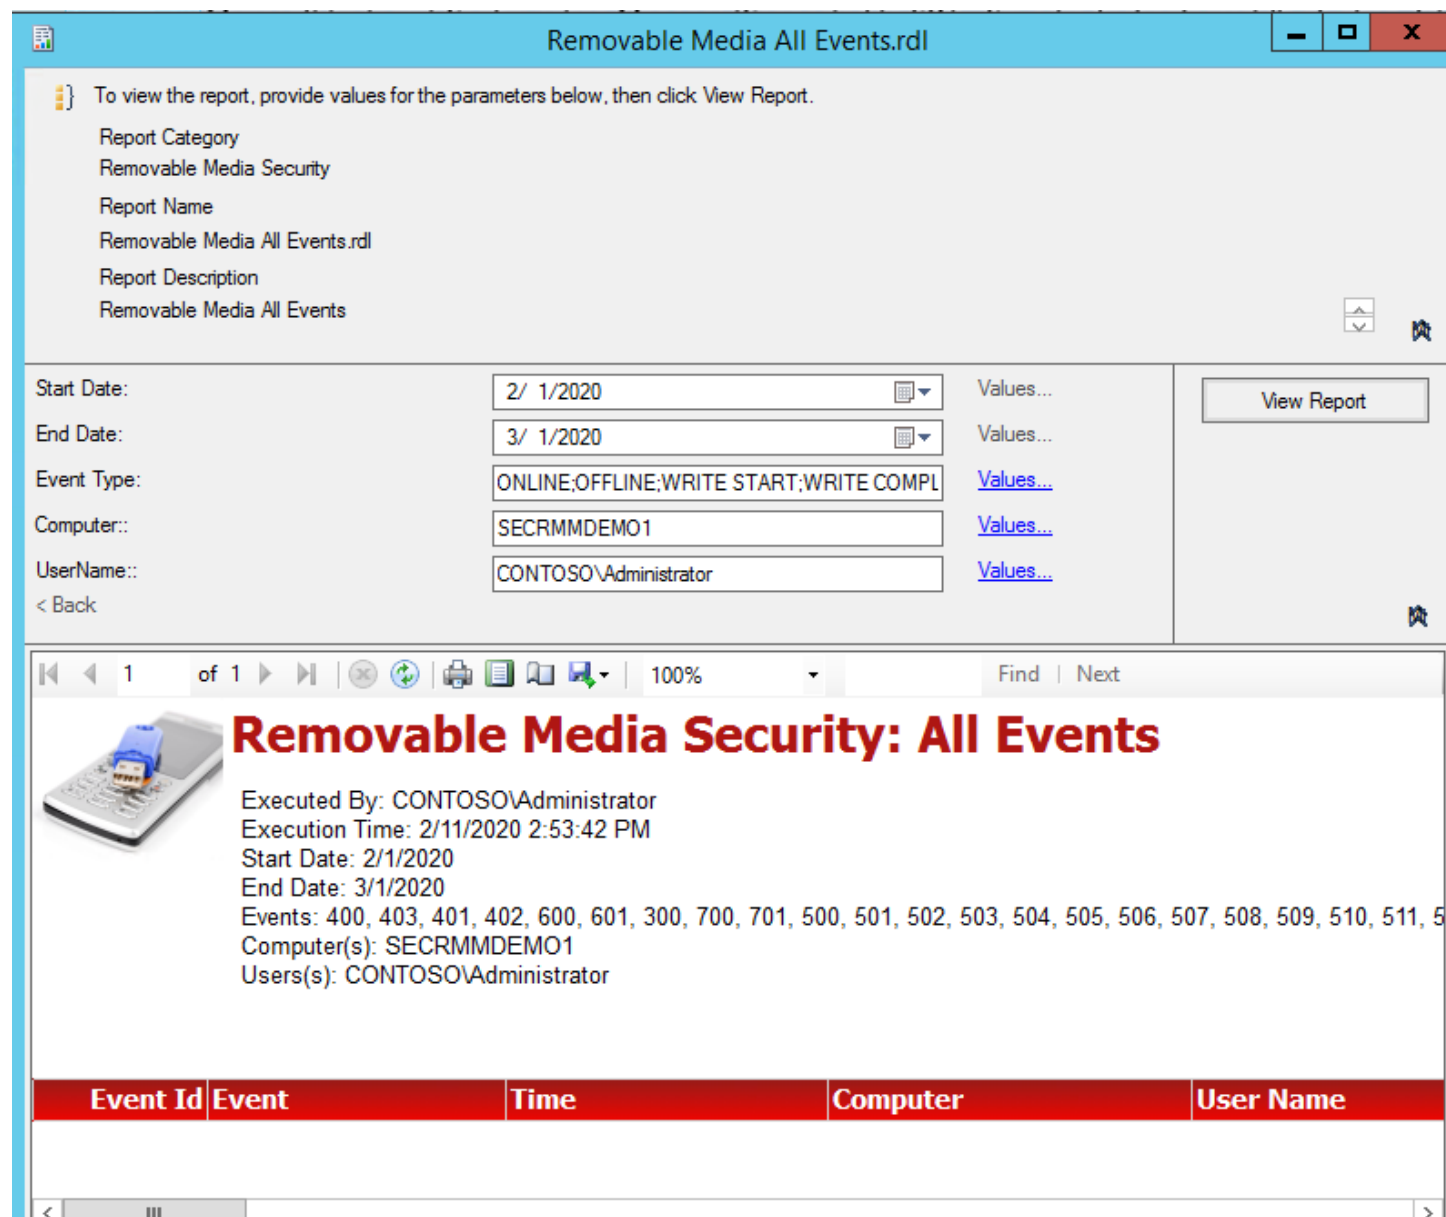 Removable Media All Events.rdl
To view the report, provide values for the parameters below, then click View Report.
Report Category
Removable Media Security
Report Name
Removable Media All Events.rdl
Report Description
Removable Media All Events
Start Date: 2/ 1/2020 Values...
View Report
End Date: 3/ 1/2020 Values...
Event Type: ONLINE;OFFLINE;WRITE START;WRITE COMPL Values...
Computer:: SECRMMDEMO1 Values...
UserName:: CONTOSO\Administrator Values...
< Back
1 of 1 100% Find | Next
Removable Media Security: All Events
Executed By: CONTOSO\Administrator
Execution Time: 2/11/2020 2:53:42 PM
Start Date: 2/1/2020
End Date: 3/1/2020
Events: 400, 403, 401, 402, 600, 601, 300, 700, 701, 500, 501, 502, 503, 504, 505, 506, 507, 508, 509, 510, 511, 5
Computer(s): SECRMMDEMO1
Users(s): CONTOSO\Administrator
Event Id Event Time Computer User Name